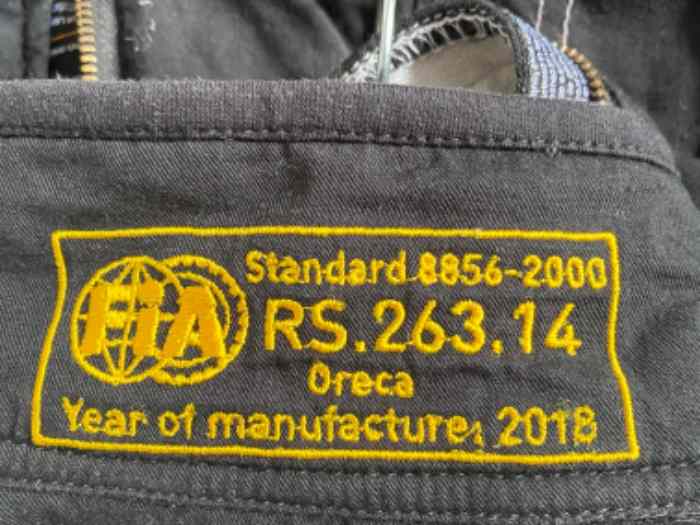 FiA
Standard 8856-2000
RS.263.14
Oreca
Year of manufacture: 2018